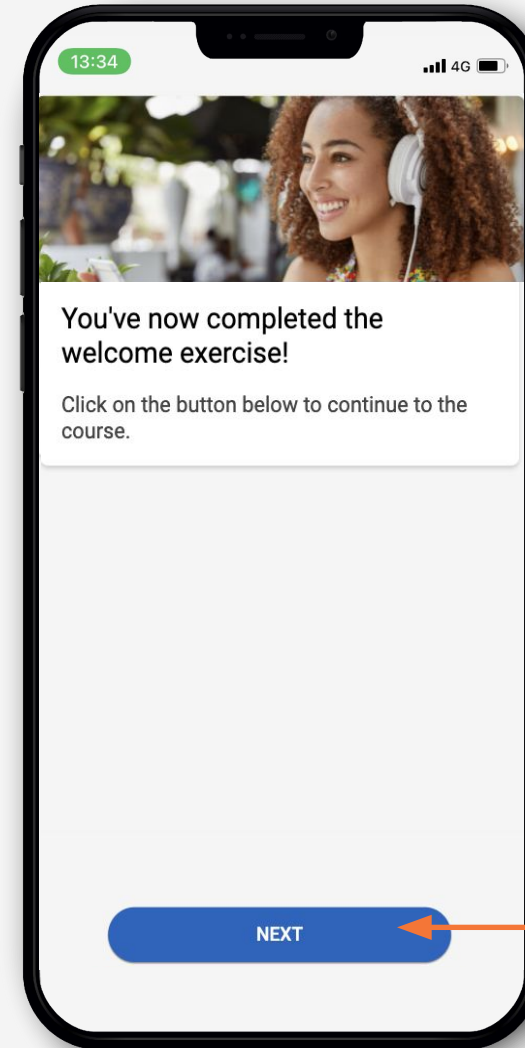 13:34
4G
You've now completed the
welcome exercise!
Click on the button below to continue to the
course.
NEXT